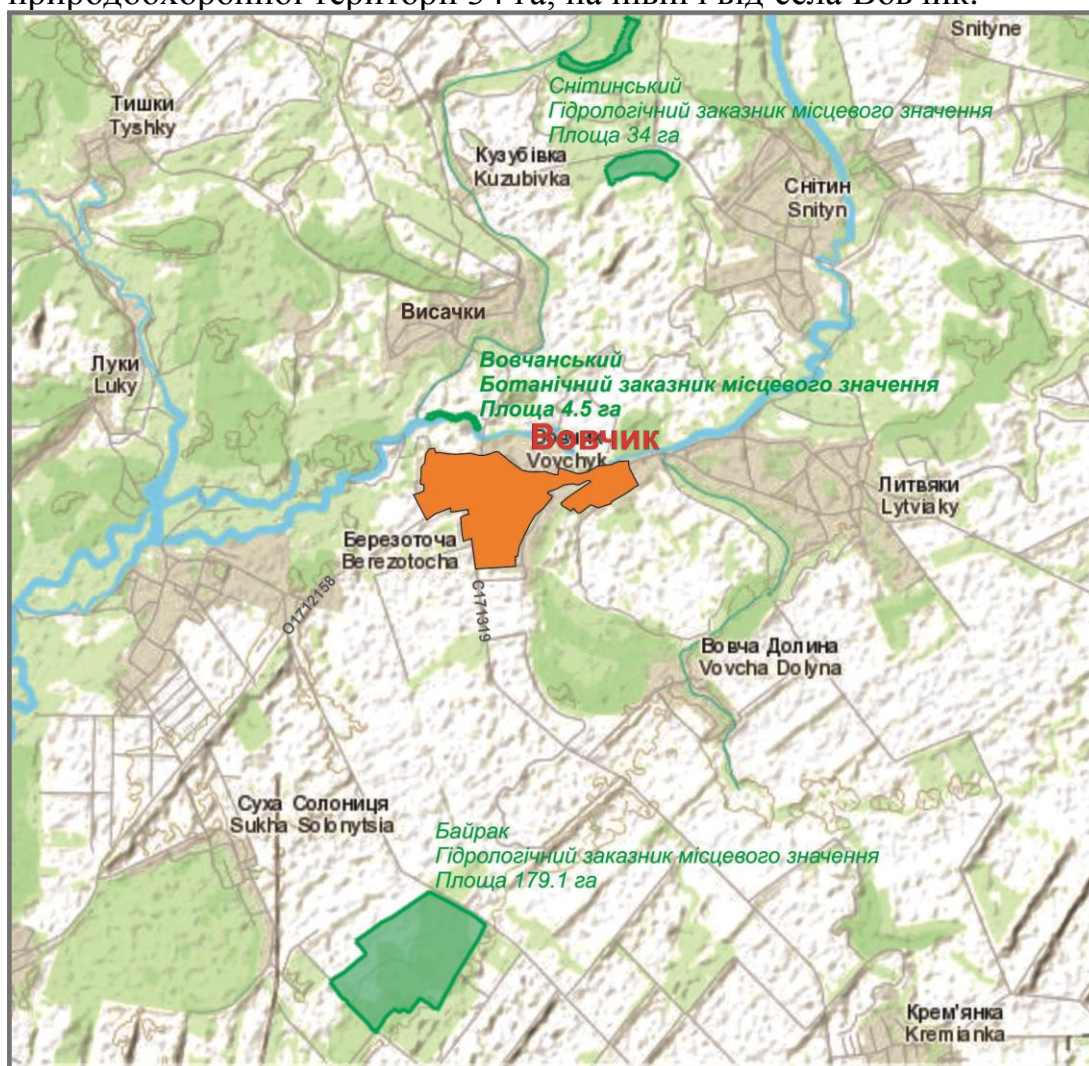 природоохоронної території 34 га, на північ від села Вовчик.
Snityne
Снітинський
Гідрологічний заказник місцевого значення
Площа 34 га
Тишки
Tyshky
Кузубівка
Kuzubivka
Снітин
Snityn
Висачки
Луки
Luky
Вовчанський
Ботанічний заказник місцевого значення
Площа 4.5 га
Вовчик
Vovchyk
Литвяки
Lytviaky
Березоточа
Berezotocha
О1712158
С171319
Вовча Долина
Vovcha Dolyna
Суха Солониця
Sukha Solonytsia
Байрак
Гідрологічний заказник місцевого значення
Площа 179.1 га
Крем'янка
Kremianka